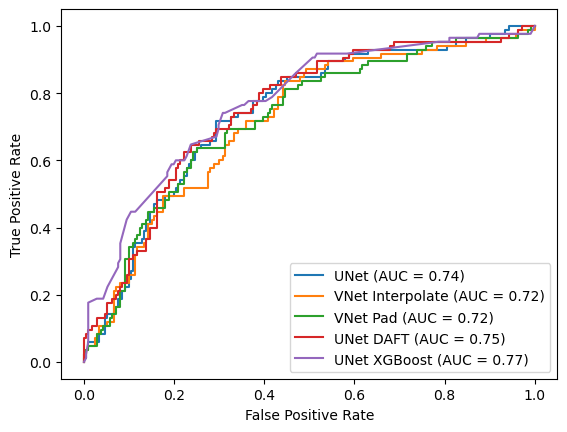 1.0
0.8
0.6
0.4
0.2
0.0
True Positive Rate
UNet (AUC = 0.74)
VNet Interpolate (AUC = 0.72)
VNet Pad (AUC = 0.72)
UNet DAFT (AUC = 0.75)
UNet XGBoost (AUC = 0.77)
0.0 0.2 0.4 0.6 0.8 1.0
False Positive Rate